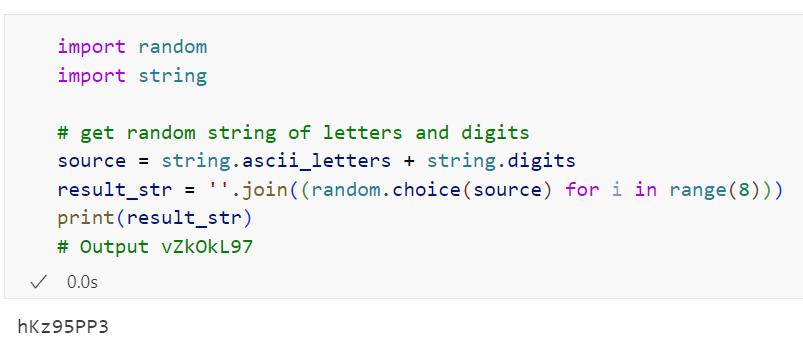 import random
import string
# get random string of letters and digits
source = string.ascii_letters + string.digits
result_str = ''.join((random.choice(source) for i in range(8)))
print(result_str)
# Output vZkOkL97
0.0s
hKz95PP3